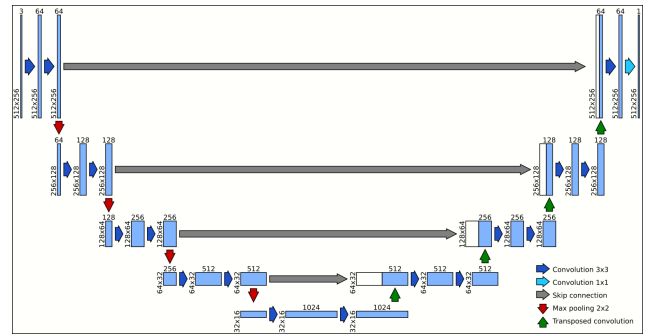 3 64 64 64 64 1
512x256 512x256 512x256 512x256 512x256 512x256
64 128 128 128 128 128
256x128 256x128 256x128 256x128 256x128 256x128
128 256 256 256 256 256
128x64 128x64 128x64 128x64 128x64 128x64
256 512 512 512 512 512
64x32 64x32 64x32 64x32 64x32 64x32
1024 1024
32x16 32x16 32x16
Convolution 3x3
Convolution 1x1
Skip connection
Max pooling 2x2
Transposed convolution